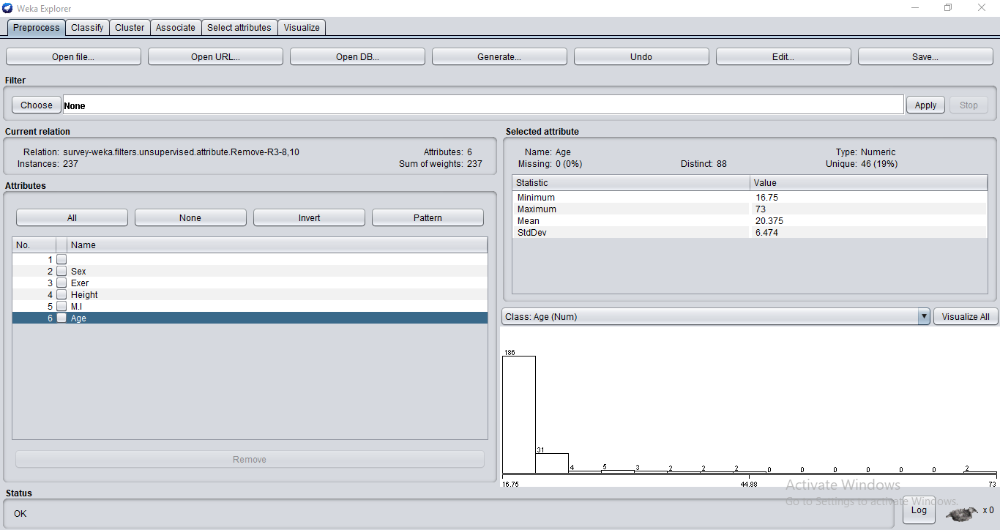 Weka Explorer
Preprocess Classify Cluster Associate Select attributes Visualize
Open file... Open URL... Open DB... Generate... Undo Edit... Save...
Filter
Choose None Apply Stop
Current relation
Relation: survey-weka.filters.unsupervised.attribute.Remove-R3-8,10 Attributes: 6
Instances: 237 Sum of weights: 237
Attributes
All None Invert Pattern
No. Name
1
2 Sex
3 Exer
4 Height
5 M.I
6 Age
Remove
Selected attribute
Name: Age Type: Numeric
Missing: 0 (0%) Distinct: 88 Unique: 46 (19%)
Statistic Value
Minimum 16.75
Maximum 73
Mean 20.375
StdDev 6.474
Class: Age (Num) Visualize All
186
31
4 5 3 2 2 2 0 0 0 0 0 0 2
16.75 44.88 73
Activate Windows
Go to Settings to activate Windows.
Status
OK
Log x 0